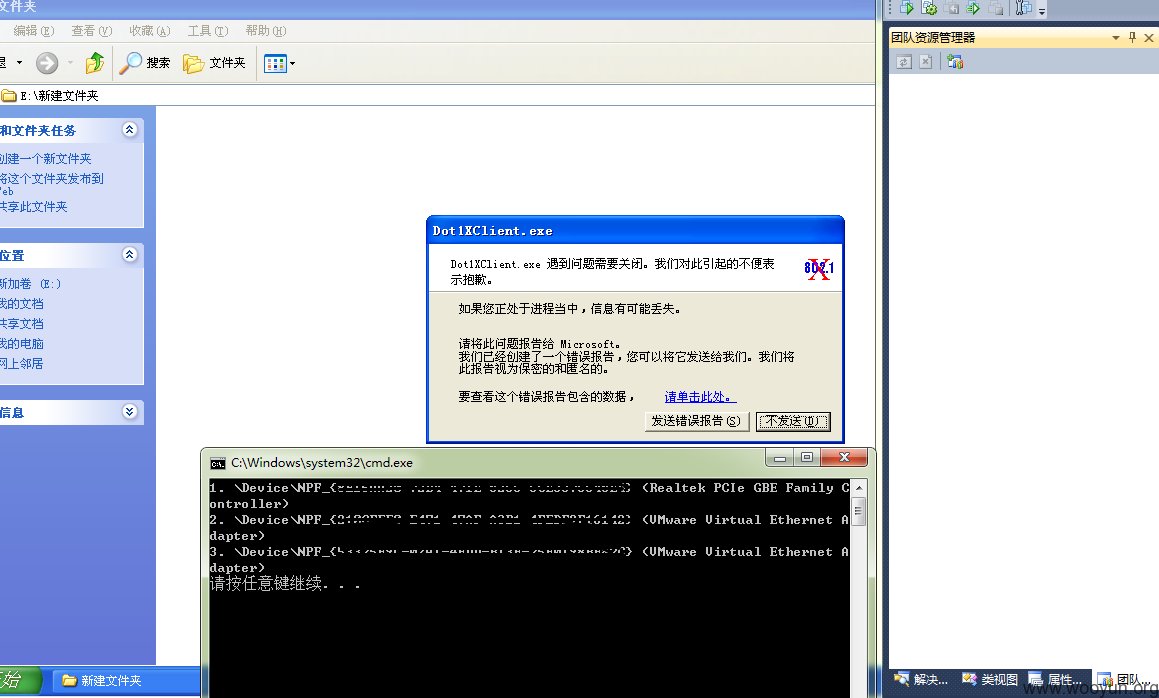 文件夹
编辑(E) 查看(V) 收藏(A) 工具(T) 帮助(H)
退 搜索 文件夹
E:\新建文件夹
和文件夹任务
创建一个新文件夹
将这个文件夹发布到
Web
共享此文件夹
位置
新加卷 (E:)
我的文档
共享文档
我的电脑
网上邻居
信息
Dot1XClient.exe
Dot1XClient.exe 遇到问题需要关闭。我们对此引起的不便表
示抱歉。
802.1
X
如果您正处于进程当中，信息有可能丢失。
请将此问题报告给 Microsoft。
我们已经创建了一个错误报告，您可以将它发送给我们。我们将
此报告视为保密的和匿名的。
要查看这个错误报告包含的数据， 请单击此处。
发送错误报告(S) 不发送(D)
C:\Windows\system32\cmd.exe
1. \Device\NPF_{ } (Realtek PCIe GBE Family C
ontroller)
2. \Device\NPF_{ } (VMware Virtual Ethernet A
dapter)
3. \Device\NPF_{ } (VMware Virtual Ethernet A
dapter)
请按任意键继续. . .
开始 新建文件夹
团队资源管理器
解决... 类视图 属性... 团队...
www.wooyun.org